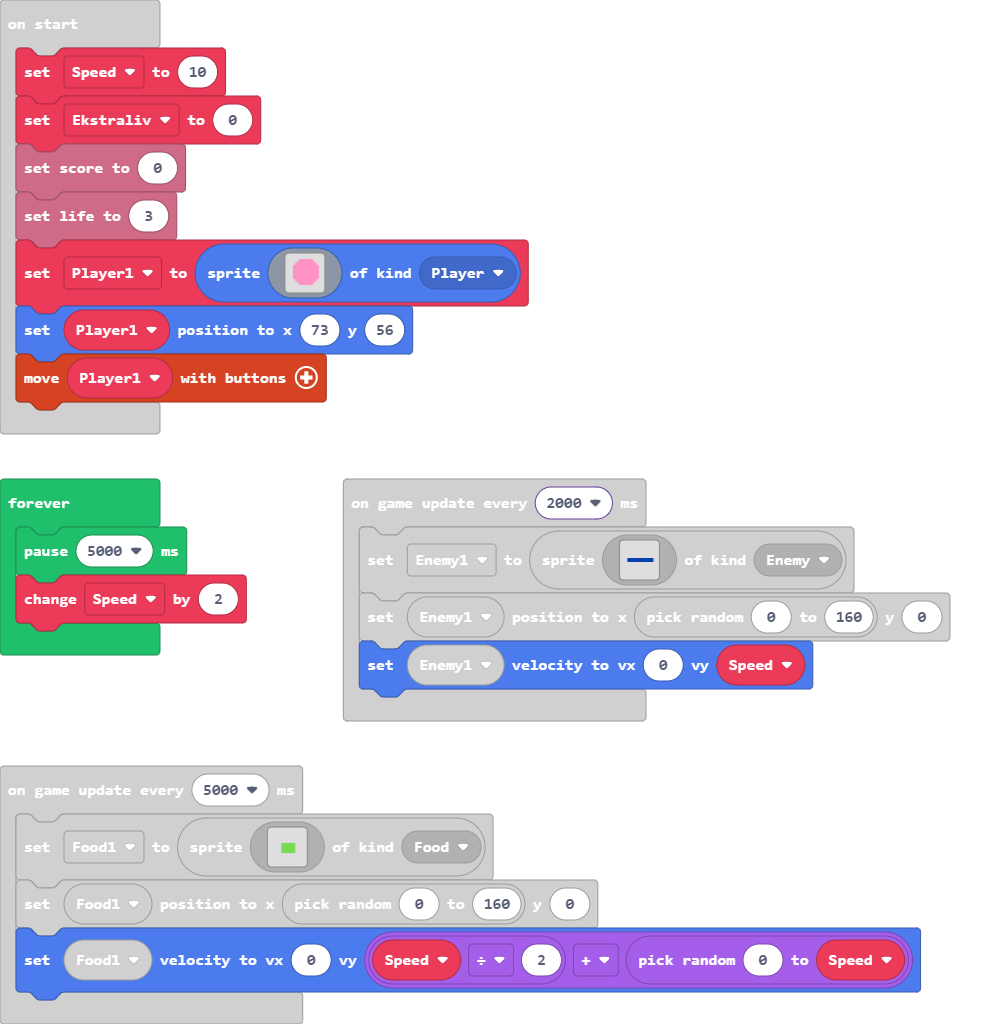 on start
set Speed to 10
set Ekstraliv to 0
set score to 0
set life to 3
set Player1 to sprite of kind Player
set Player1 position to x 73 y 56
move Player1 with buttons
forever
pause 5000 ms
change Speed by 2
on game update every 2000 ms
set Enemy1 to sprite of kind Enemy
set Enemy1 position to x pick random 0 to 160 y 0
set Enemy1 velocity to vx 0 vy Speed
on game update every 5000 ms
set Food1 to sprite of kind Food
set Food1 position to x pick random 0 to 160 y 0
set Food1 velocity to vx 0 vy Speed ÷ 2 + pick random 0 to Speed